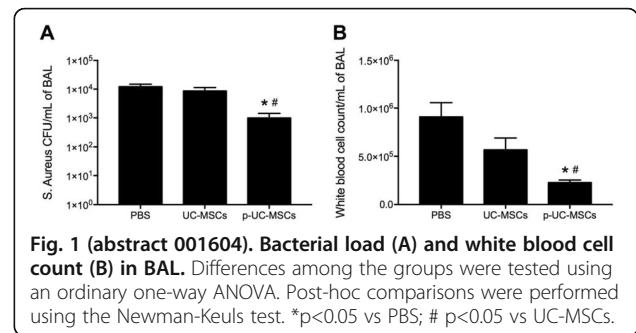 A
B
S. Aureus CFU/mL of BAL
1×10⁵
1×10⁴
1×10³
1×10²
1×10¹
1×10⁰
* #
PBS
UC-MSCs
p-UC-MSCs
White blood cell count/mL of BAL
1.5×10⁶
1.0×10⁶
5.0×10⁵
0.0
* #
PBS
UC-MSCs
p-UC-MSCs
Fig. 1 (abstract 001604). Bacterial load (A) and white blood cell
count (B) in BAL. Differences among the groups were tested using
an ordinary one-way ANOVA. Post-hoc comparisons were performed
using the Newman-Keuls test. *p<0.05 vs PBS; # p<0.05 vs UC-MSCs.